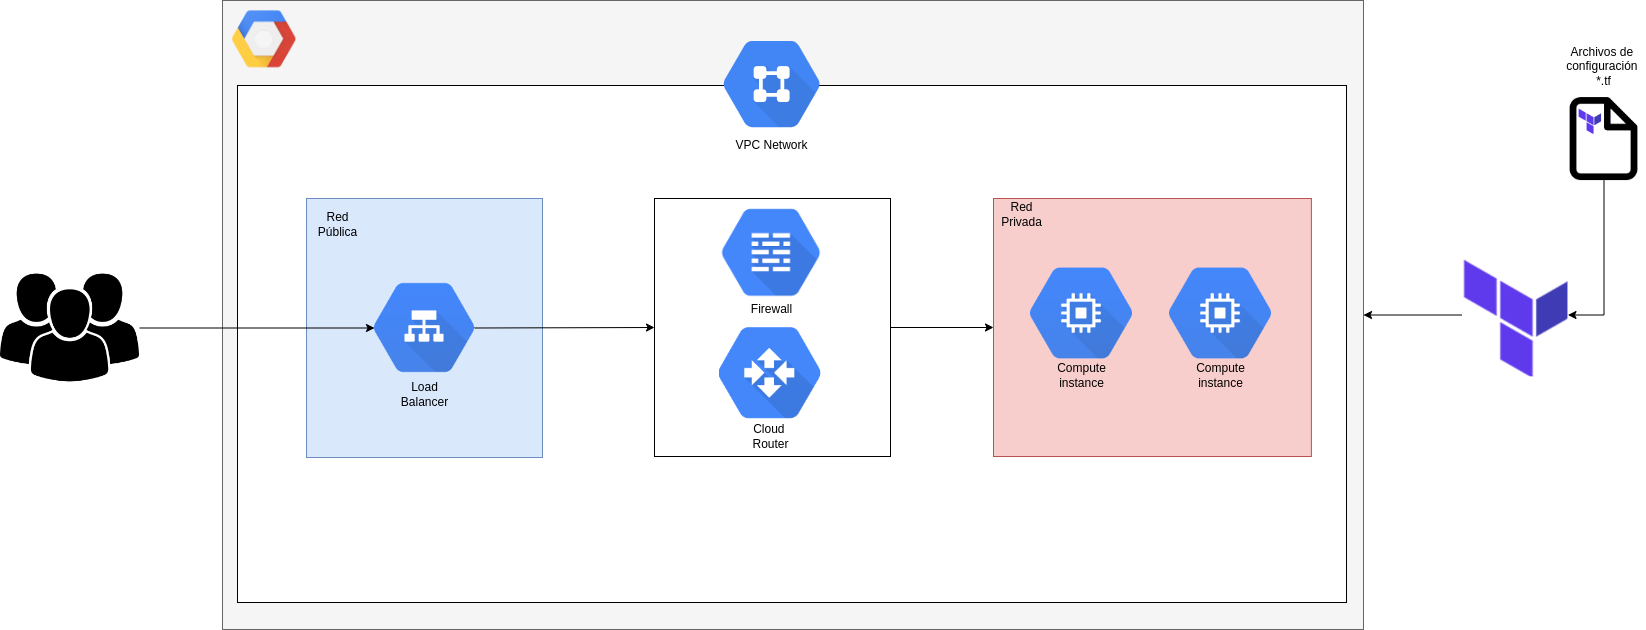 Archivos de
configuración
*.tf
VPC Network
Red
Pública
Load
Balancer
Firewall
Cloud
Router
Red
Privada
Compute
instance
Compute
instance